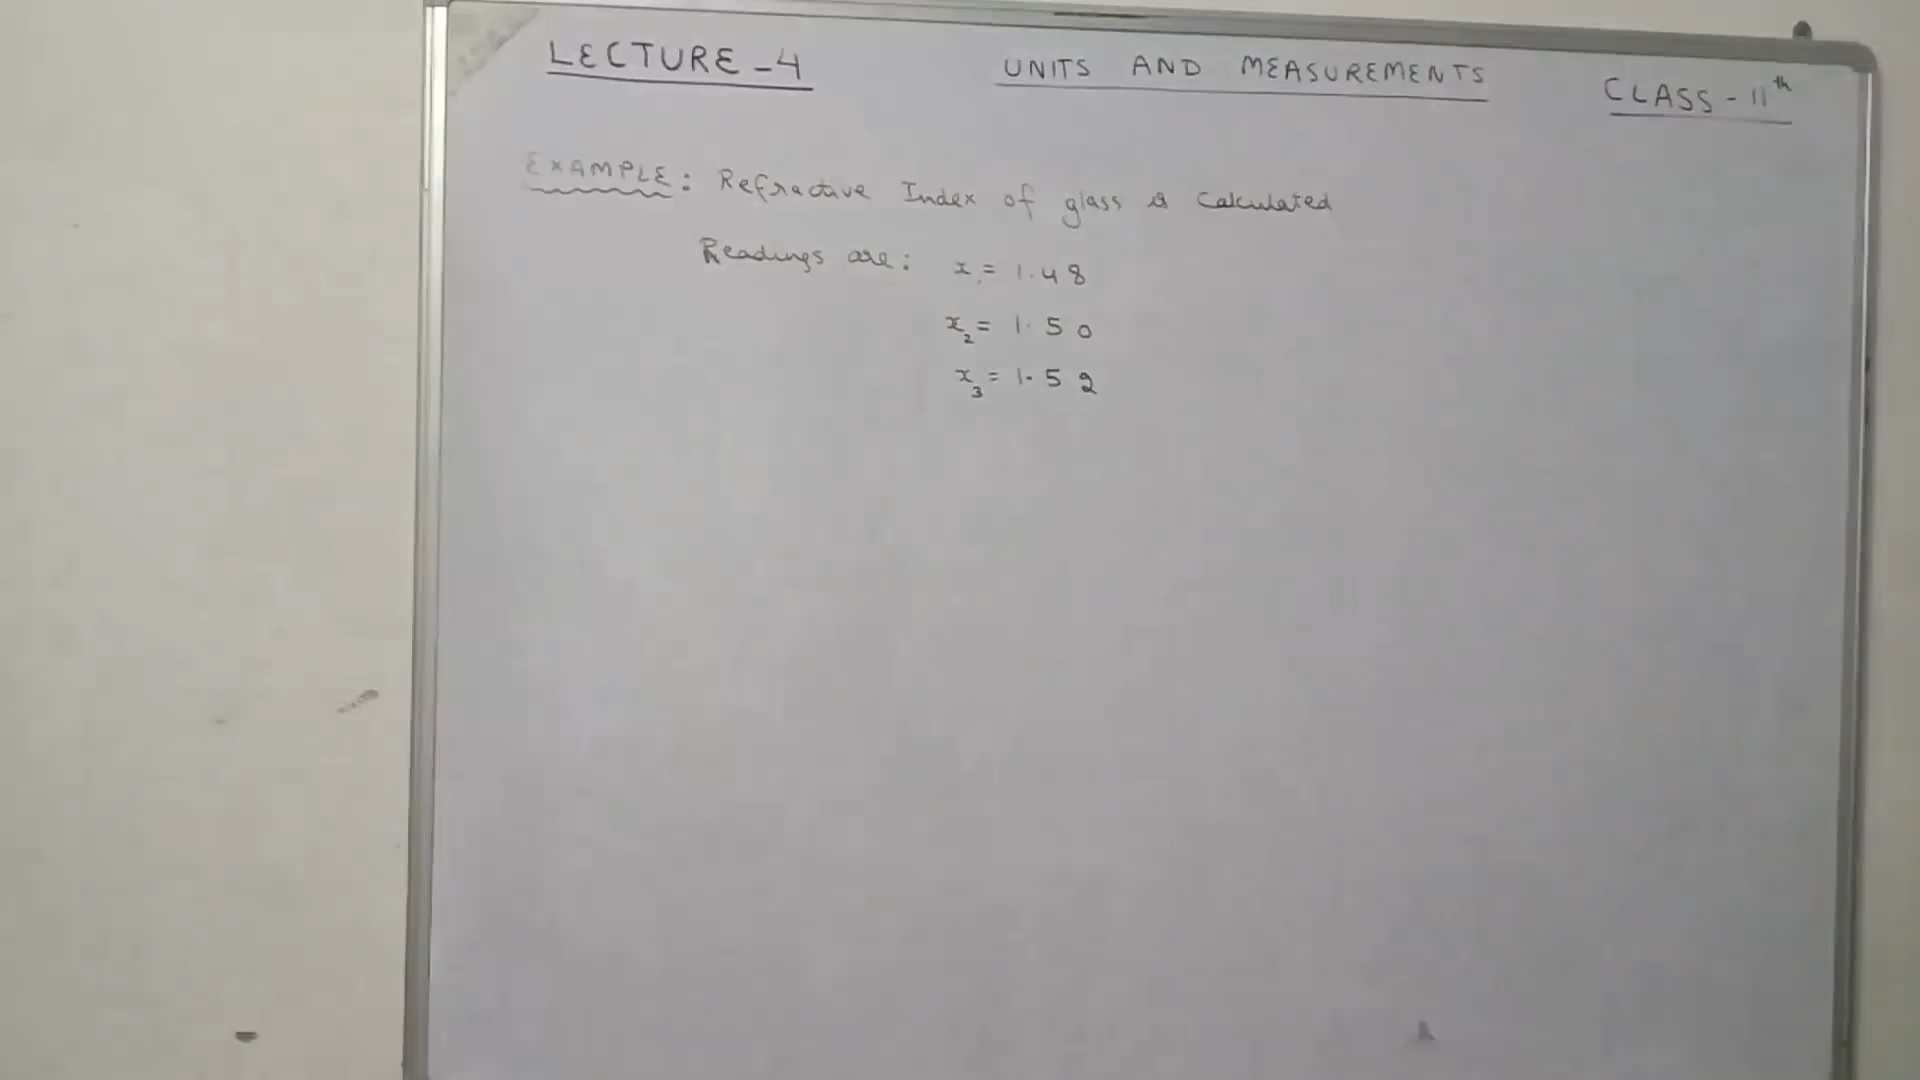 LECTURE-4
UNITS AND MEASUREMENTS
CLASS-11th
EXAMPLE: Refractive Index of glass is Calculated
Readings are: x₁ = 1.48
x₂ = 1.50
x₃ = 1.52